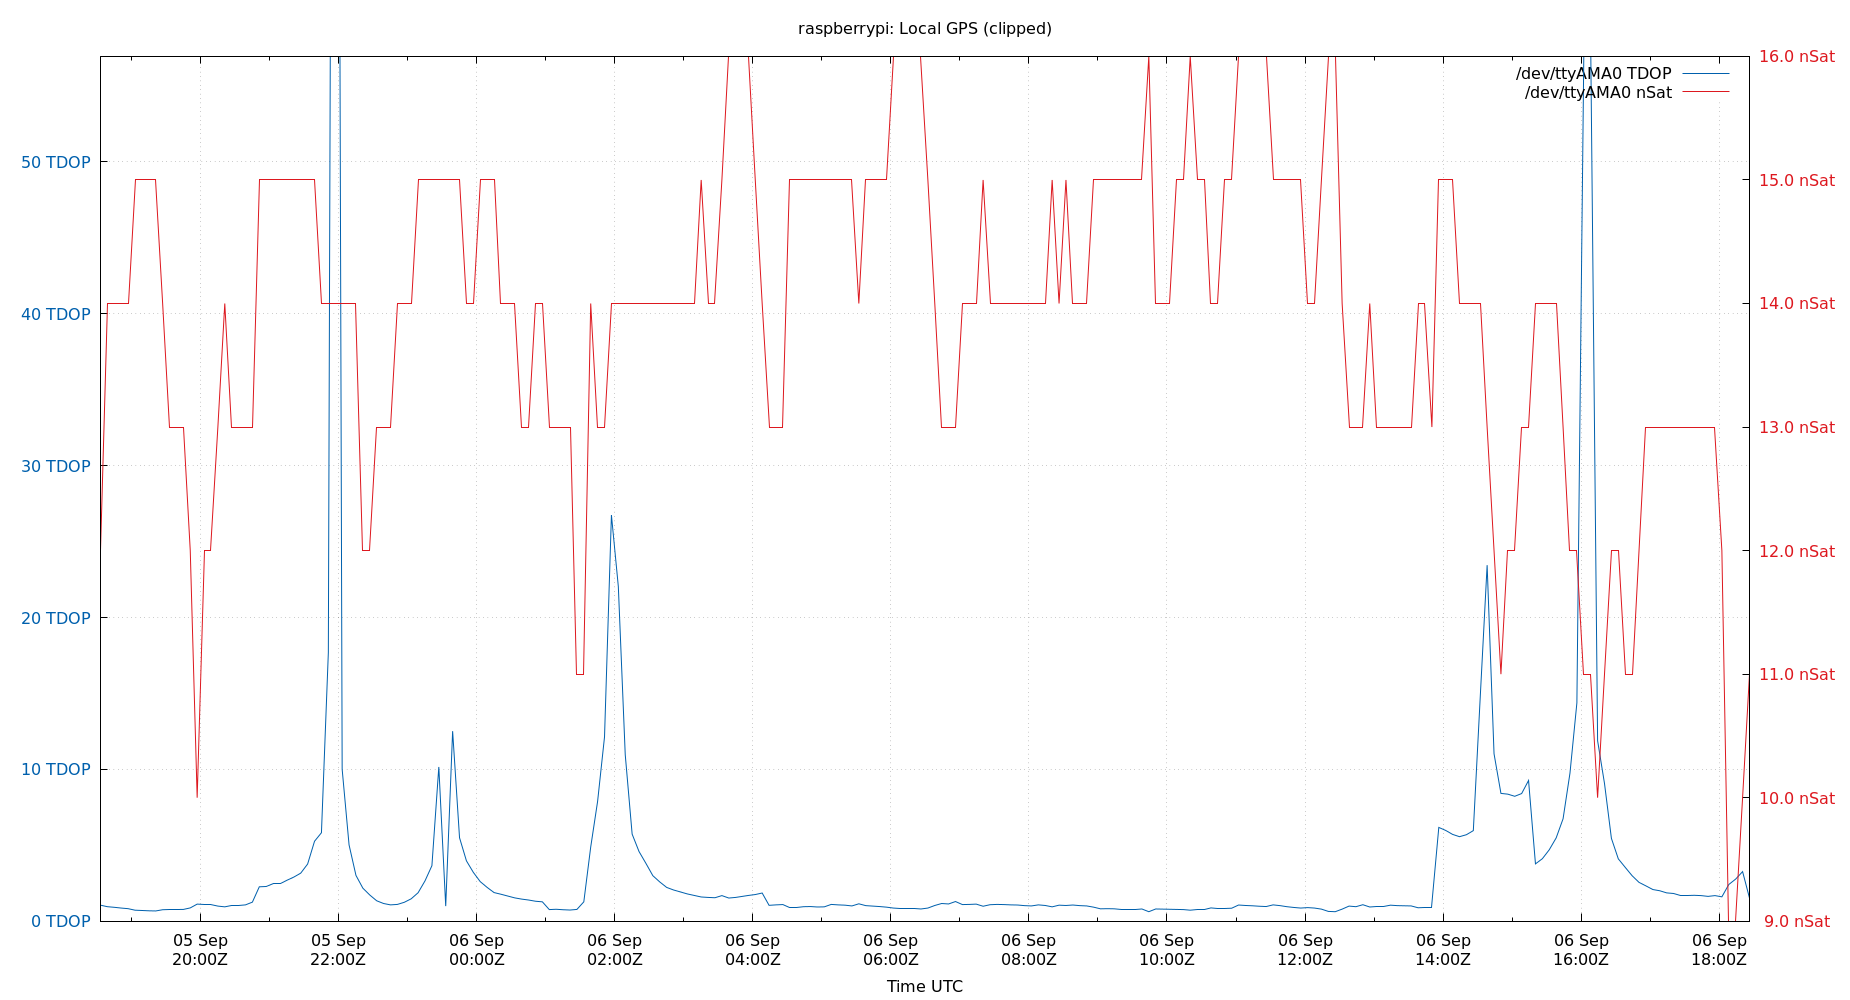 raspberrypi: Local GPS (clipped)
/dev/ttyAMA0 TDOP
/dev/ttyAMA0 nSat
50 TDOP
40 TDOP
30 TDOP
20 TDOP
10 TDOP
0 TDOP
16.0 nSat
15.0 nSat
14.0 nSat
13.0 nSat
12.0 nSat
11.0 nSat
10.0 nSat
9.0 nSat
05 Sep
20:00Z
05 Sep
22:00Z
06 Sep
00:00Z
06 Sep
02:00Z
06 Sep
04:00Z
06 Sep
06:00Z
06 Sep
08:00Z
06 Sep
10:00Z
06 Sep
12:00Z
06 Sep
14:00Z
06 Sep
16:00Z
06 Sep
18:00Z
Time UTC